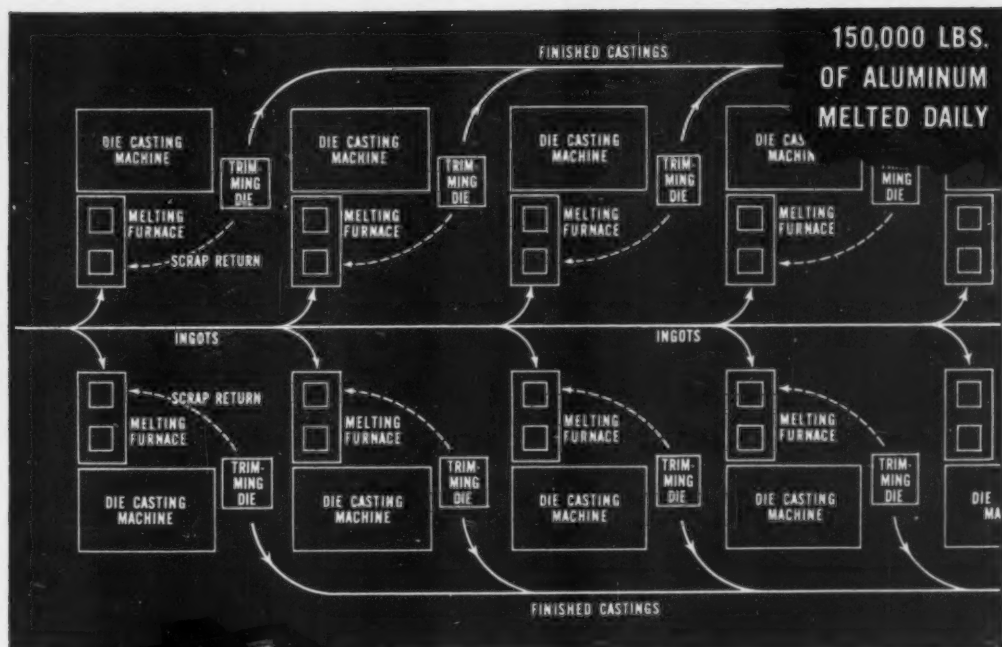 150,000 LBS.
OF ALUMINUM
MELTED DAILY
FINISHED CASTINGS
DIE CASTING
MACHINE
TRIM-
MING
DIE
MELTING
FURNACE
SCRAP RETURN
DIE CASTING
MACHINE
TRIM-
MING
DIE
MELTING
FURNACE
DIE CASTING
MACHINE
TRIM-
MING
DIE
MELTING
FURNACE
DIE
MACHIN
MING
DIE
MELTING
FURNACE
INGOTS
INGOTS
SCRAP RETURN
MELTING
FURNACE
TRIM-
MING
DIE
DIE CASTING
MACHINE
MELTING
FURNACE
TRIM-
MING
DIE
DIE CASTING
MACHINE
MELTING
FURNACE
TRIM-
MING
DIE
DIE CASTING
MACHINE
MELTING
FURNACE
TRIM-
MING
DIE
DIE CASTING
MACHINE
DIE
MA
FINISHED CASTINGS